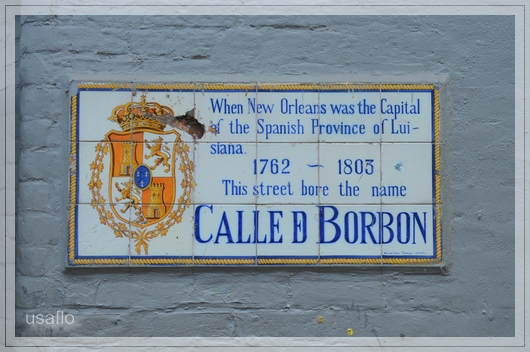 When New Orleans was the Capital
of the Spanish Province of Lui-
siana.
1762 ~ 1803
This street bore the name
CALLE D BORBON
usaflo